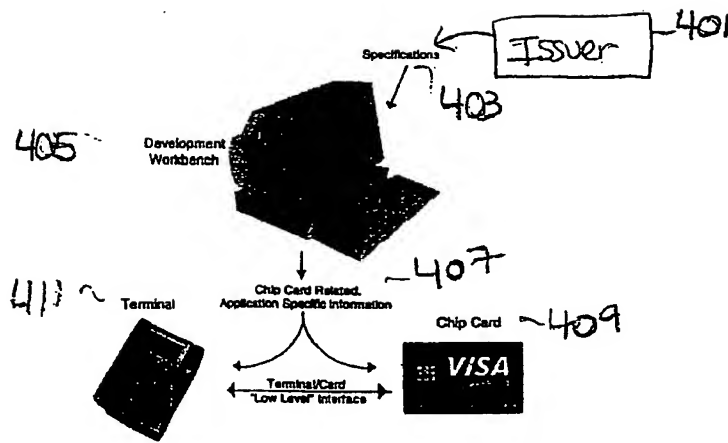 Issuer
401
Specifications
403
405
Development
Workbench
407
Chip Card Related,
Application Specific Information
411
Terminal
Chip Card
409
VISA
Terminal/Card
"Low Level" Interface